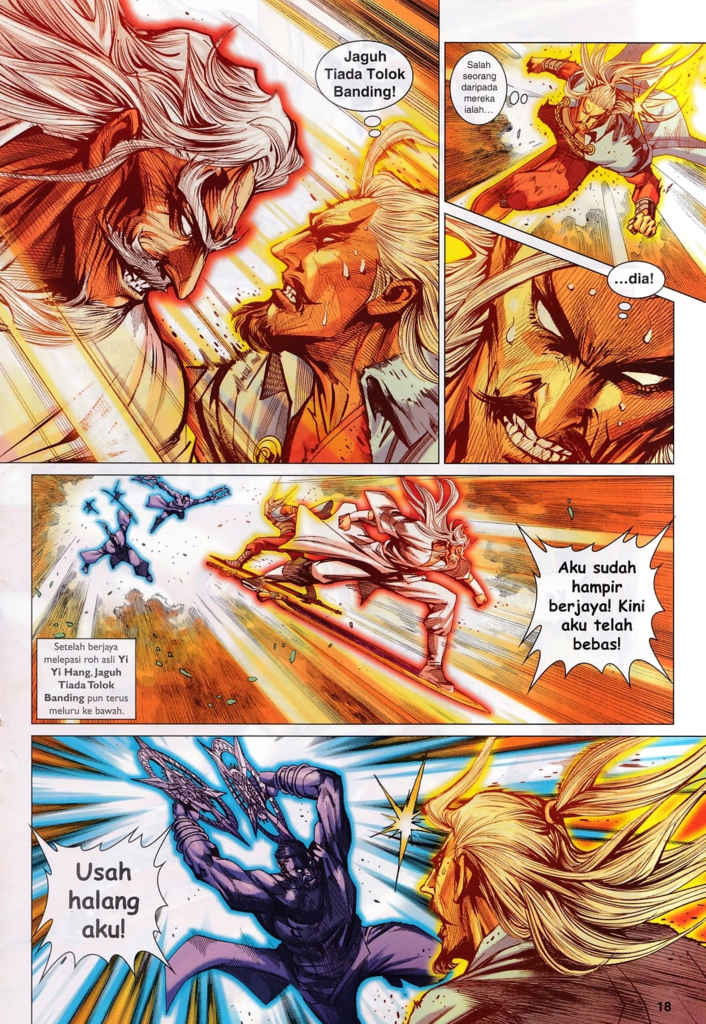 Jaguh
Tiada Tolok
Banding!
Salah
seorang
daripada
mereka
ialah...
...dia!
Aku sudah
hampir
berjaya! Kini
aku telah
bebas!
Setelah berjaya
melepasi roh asli Yi
Yi Hang, Jaguh
Tiada Tolok
Banding pun terus
meluru ke bawah.
Usah
halang
aku!
18